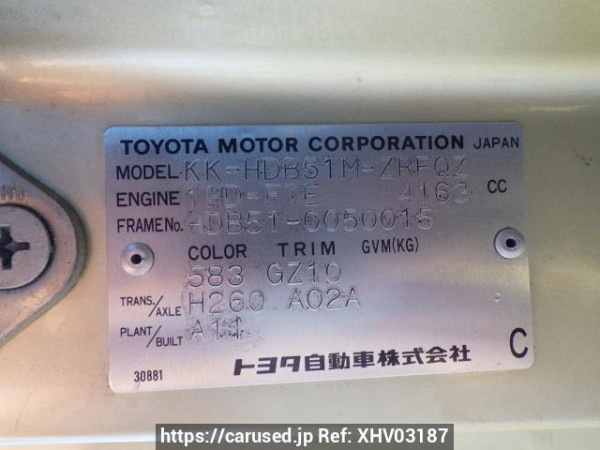 TOYOTA MOTOR CORPORATION JAPAN
MODEL KK-HDB51M-ZRFQZ
ENGINE 1HD-FTE 4163 CC
FRAME No. HDB51-0050015
COLOR TRIM GVM(KG)
583 GZ10
TRANS./AXLE H260 A02A
PLANT/BUILT A11
トヨタ自動車株式会社 C
30881
https://carused.jp Ref: XHV03187